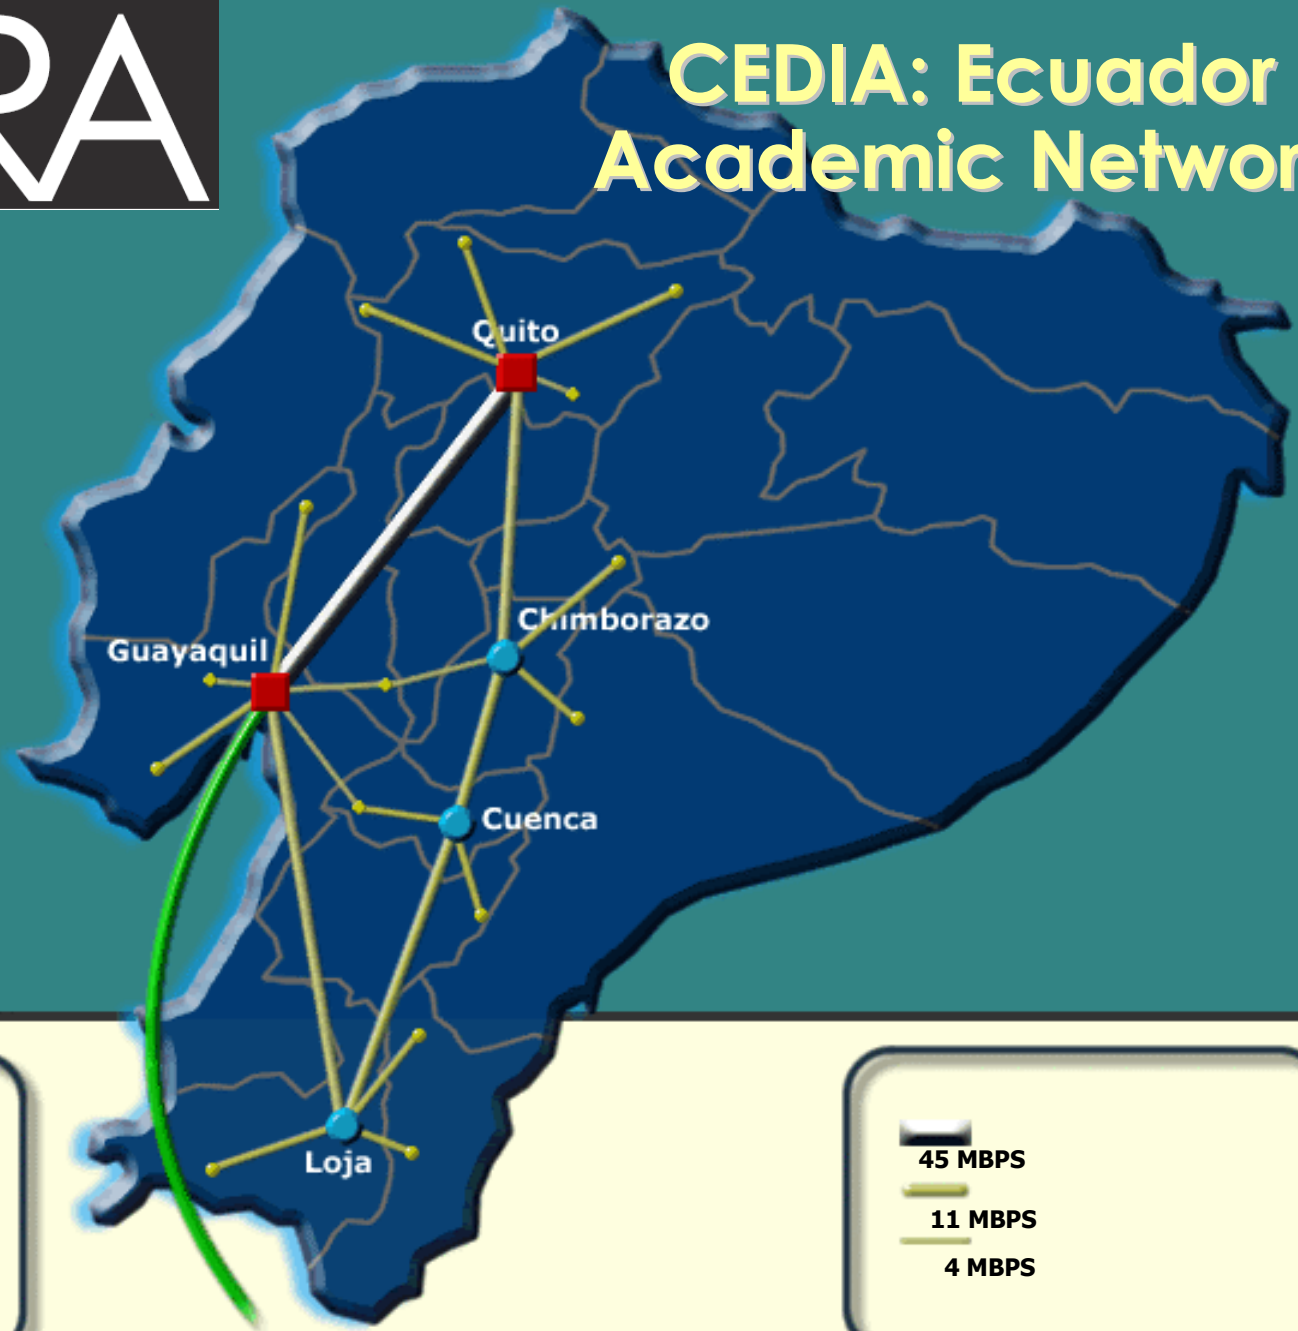 RA
CEDIA: Ecuador
Academic Networ
Quito
Chimborazo
Guayaquil
Cuenca
Loja
45 MBPS
11 MBPS
4 MBPS